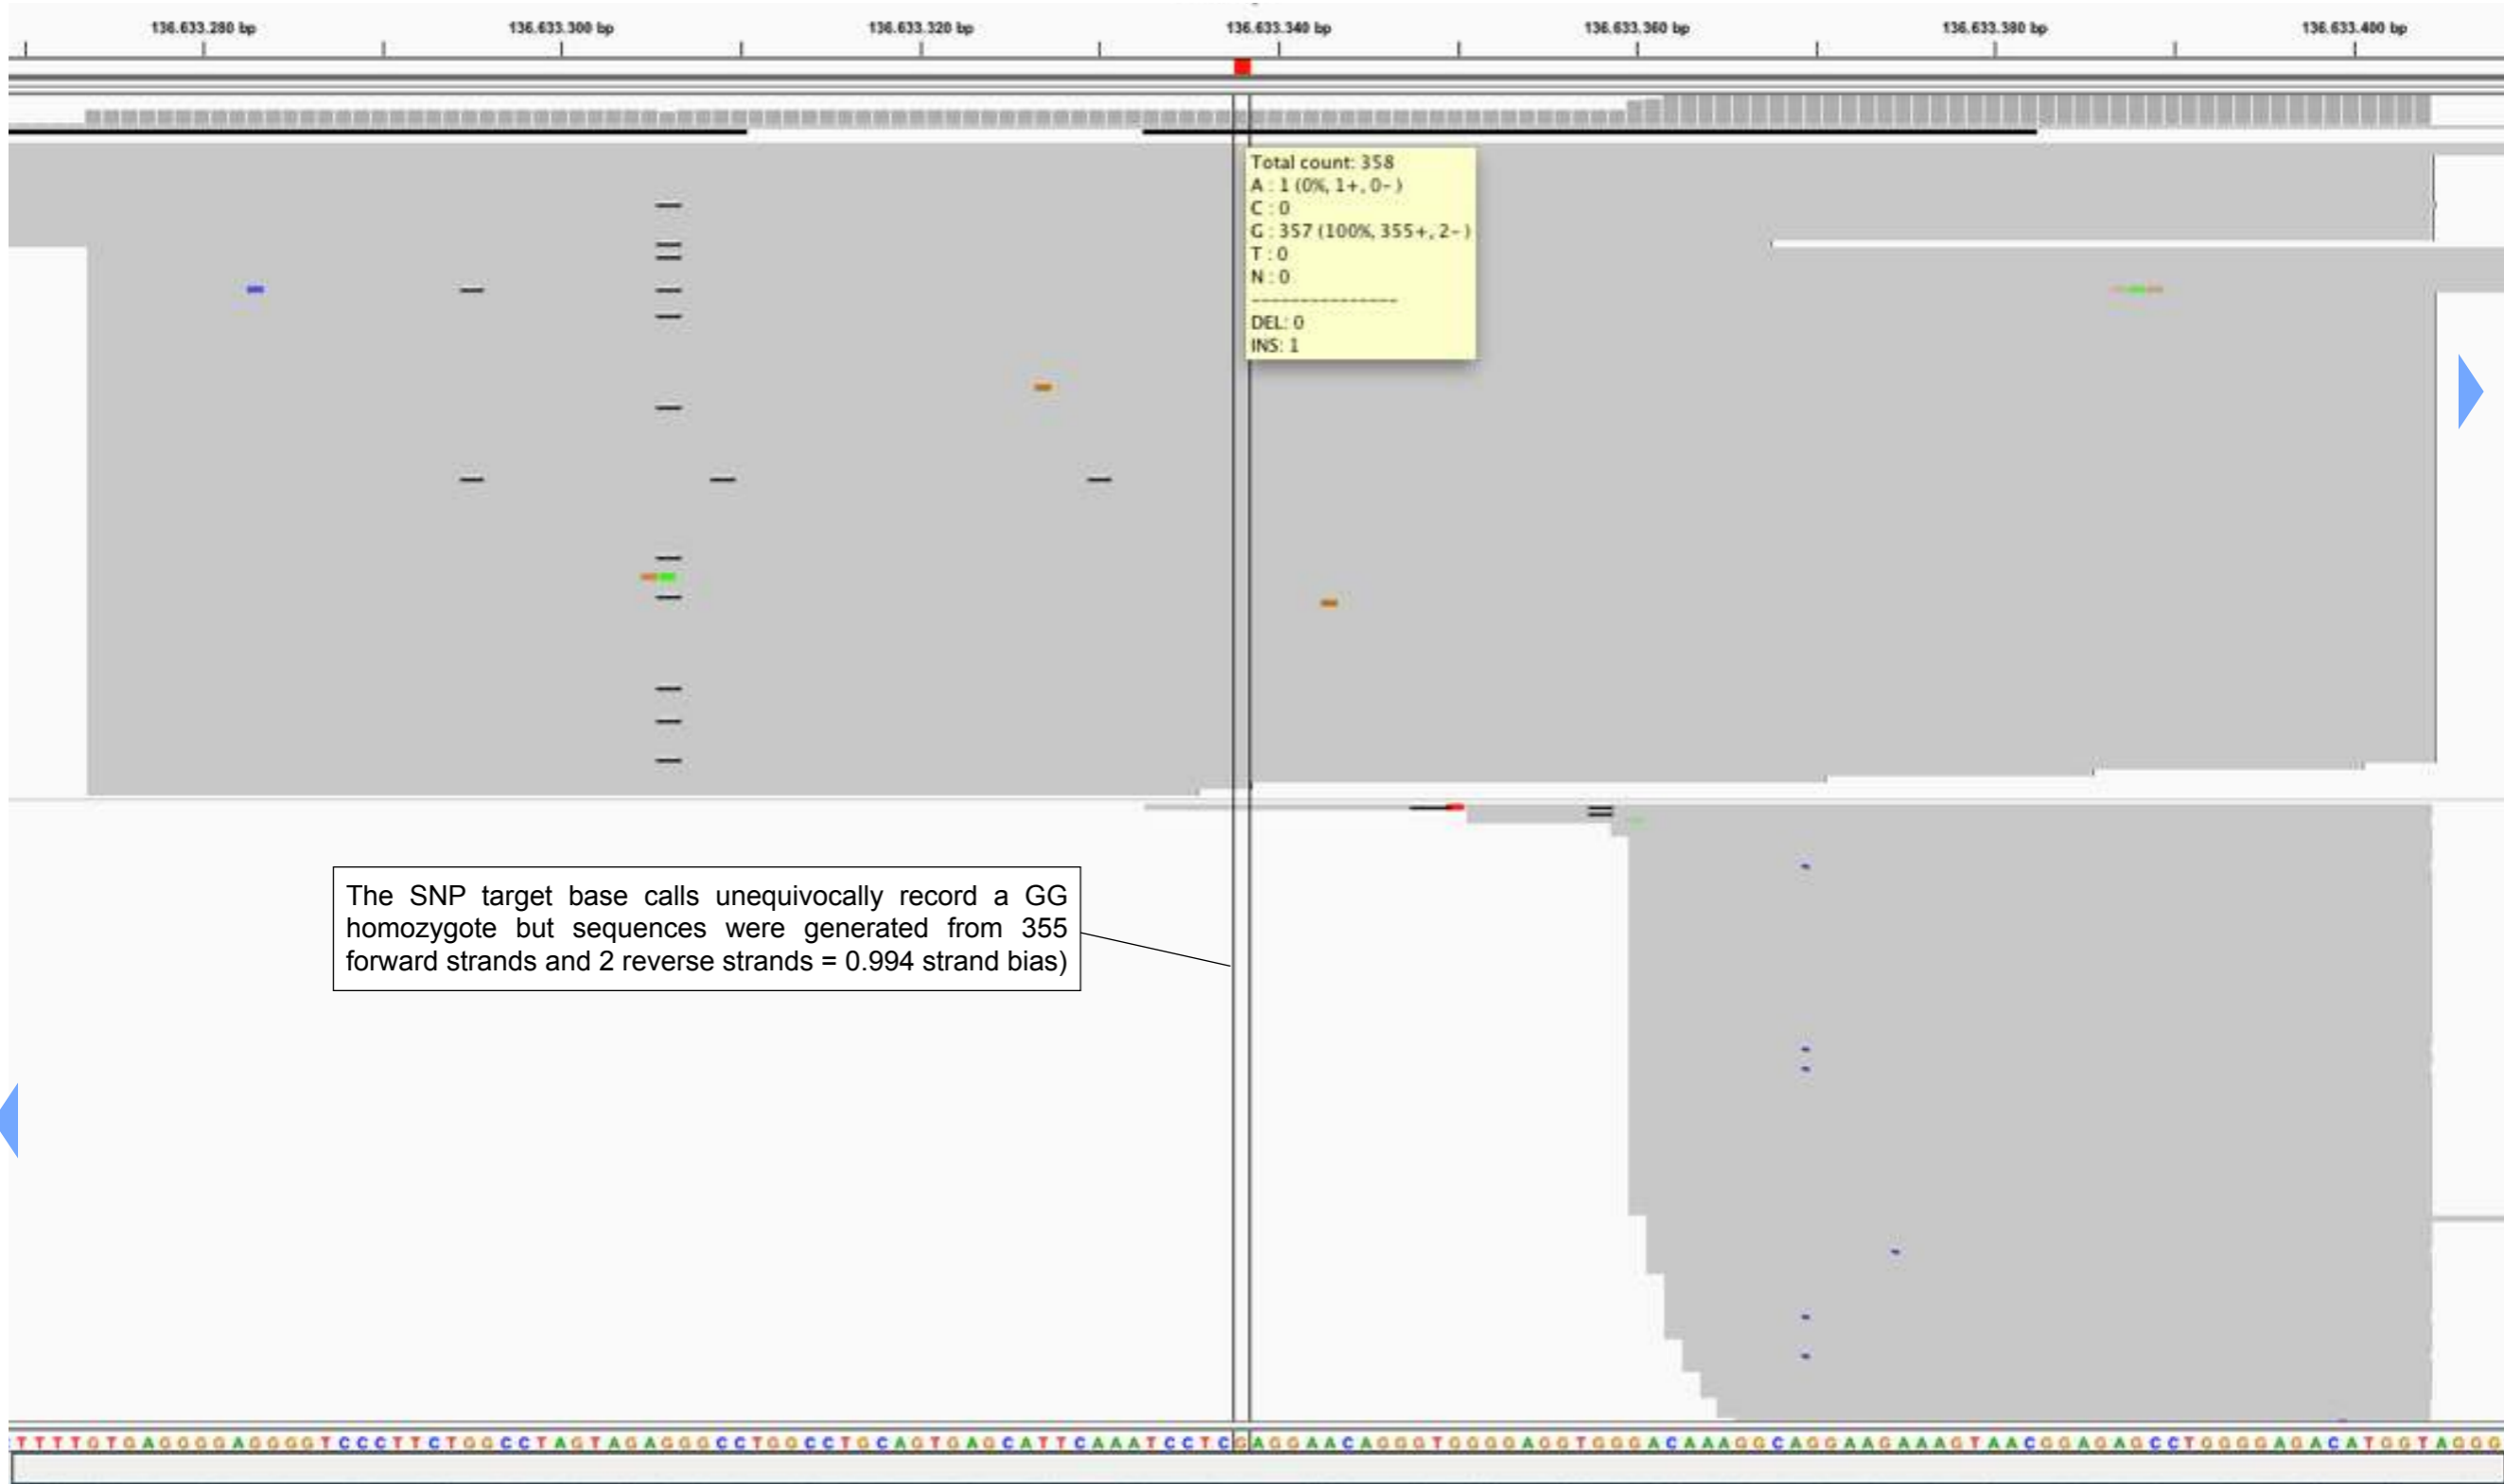 136.633.280 bp 136.633.300 bp 136.633.320 bp 136.633.340 bp 136.633.360 bp 136.633.380 bp 136.633.400 bp
Total count: 358
A : 1 (0%, 1+, 0- )
C : 0
G : 357 (100%, 355+, 2- )
T : 0
N : 0
---------------
DEL: 0
INS: 1
The SNP target base calls unequivocally record a GG
homozygote but sequences were generated from 355
forward strands and 2 reverse strands = 0.994 strand bias)
T T T T G T G A G G G G A G G G G T C C C T T C T G G C C T A G T A G A G G G C C T G G C C T G C A G T G A G C A T T C A A A T C C T C G A G G A A C A G G G T G G G G A G G T G G G A C A A A G G C A G G A A G A A A G T A A C G G A G A G C C T G G G G A G A C A T G G T A G G G